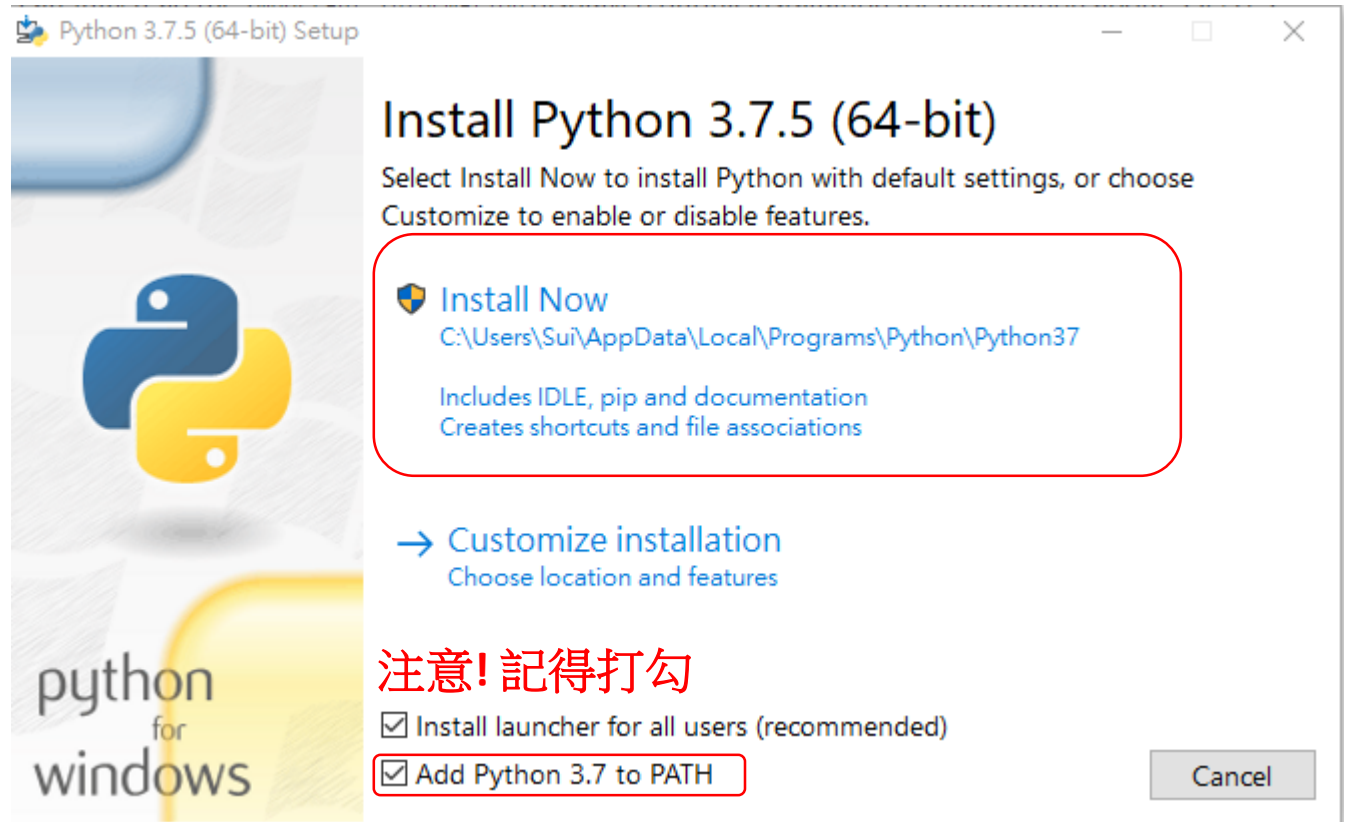 Python 3.7.5 (64-bit) Setup
Install Python 3.7.5 (64-bit)
Select Install Now to install Python with default settings, or choose
Customize to enable or disable features.
Install Now
C:\Users\Sui\AppData\Local\Programs\Python\Python37
Includes IDLE, pip and documentation
Creates shortcuts and file associations
Customize installation
Choose location and features
注意! 記得打勾
Install launcher for all users (recommended)
Add Python 3.7 to PATH
Cancel
python
for
windows